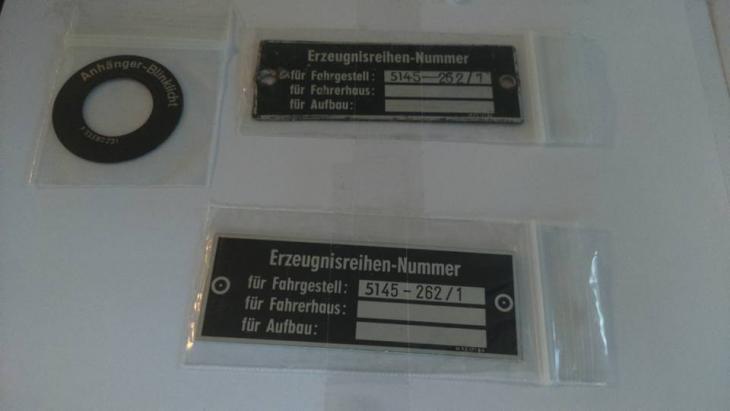 Anhänger-Blinklicht
Erzeugnisreihen-Nummer
für Fahrgestell: 5145-262/1
für Fahrerhaus:
für Aufbau:
Erzeugnisreihen-Nummer
für Fahrgestell: 5145-262/1
für Fahrerhaus:
für Aufbau: